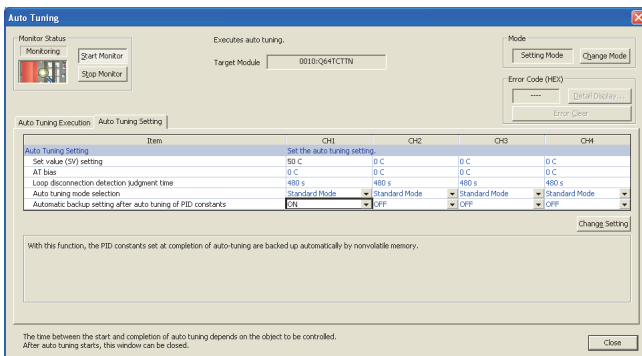 Auto Tuning
Monitor Status
Monitoring
Start Monitor
Stop Monitor
Executes auto tuning.
Target Module
0010:Q64TCTTN
Mode
Setting Mode
Change Mode
Error Code (HEX)
----
Detail Display...
Error Clear
Auto Tuning Execution
Auto Tuning Setting
Item CH1 CH2 CH3 CH4
Auto Tuning Setting Set the auto tuning setting.
Set value (SV) setting 50 C 0 C 0 C 0 C
AT bias 0 C 0 C 0 C 0 C
Loop disconnection detection judgment time 480 s 480 s 480 s 480 s
Auto tuning mode selection Standard Mode Standard Mode Standard Mode Standard Mode
Automatic backup setting after auto tuning of PID constants ON OFF OFF OFF
Change Setting
With this function, the PID constants set at completion of auto-tuning are backed up automatically by nonvolatile memory.
The time between the start and completion of auto tuning depends on the object to be controlled.
After auto tuning starts, this window can be closed.
Close